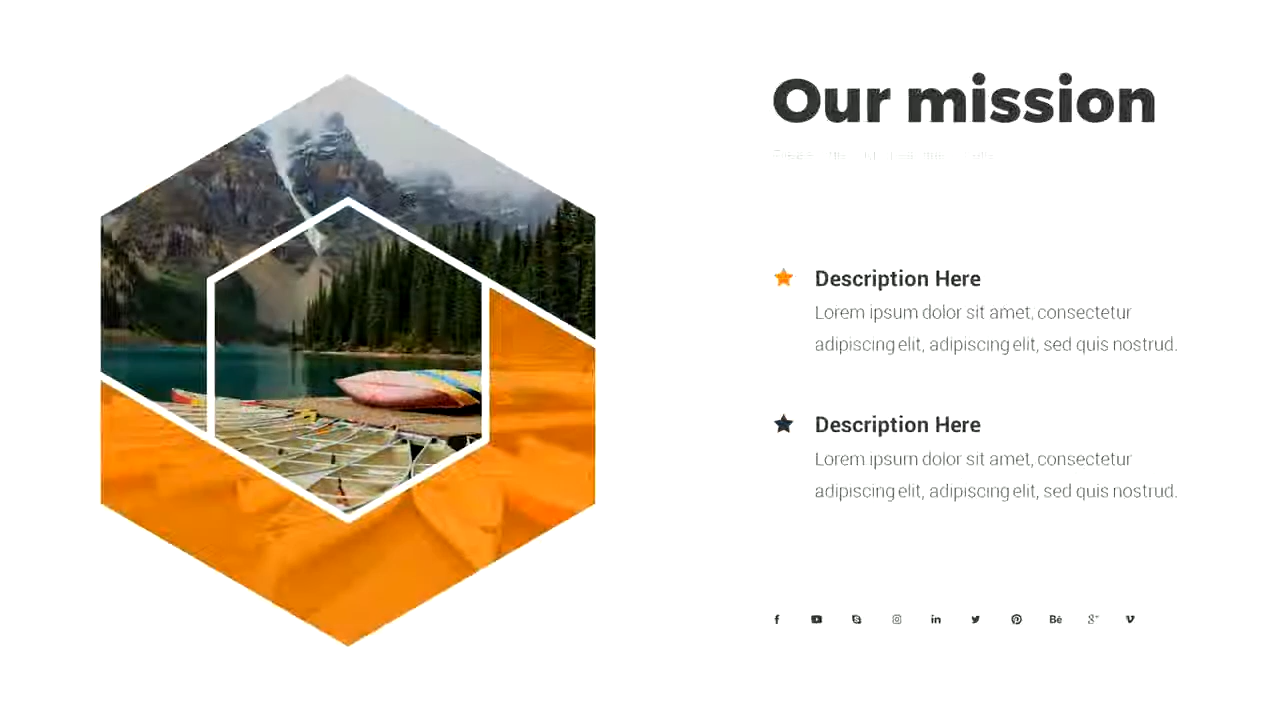 Our mission
Description Here
Lorem ipsum dolor sit amet, consectetur
adipiscing elit, adipiscing elit, sed quis nostrud.
Description Here
Lorem ipsum dolor sit amet, consectetur
adipiscing elit, adipiscing elit, sed quis nostrud.